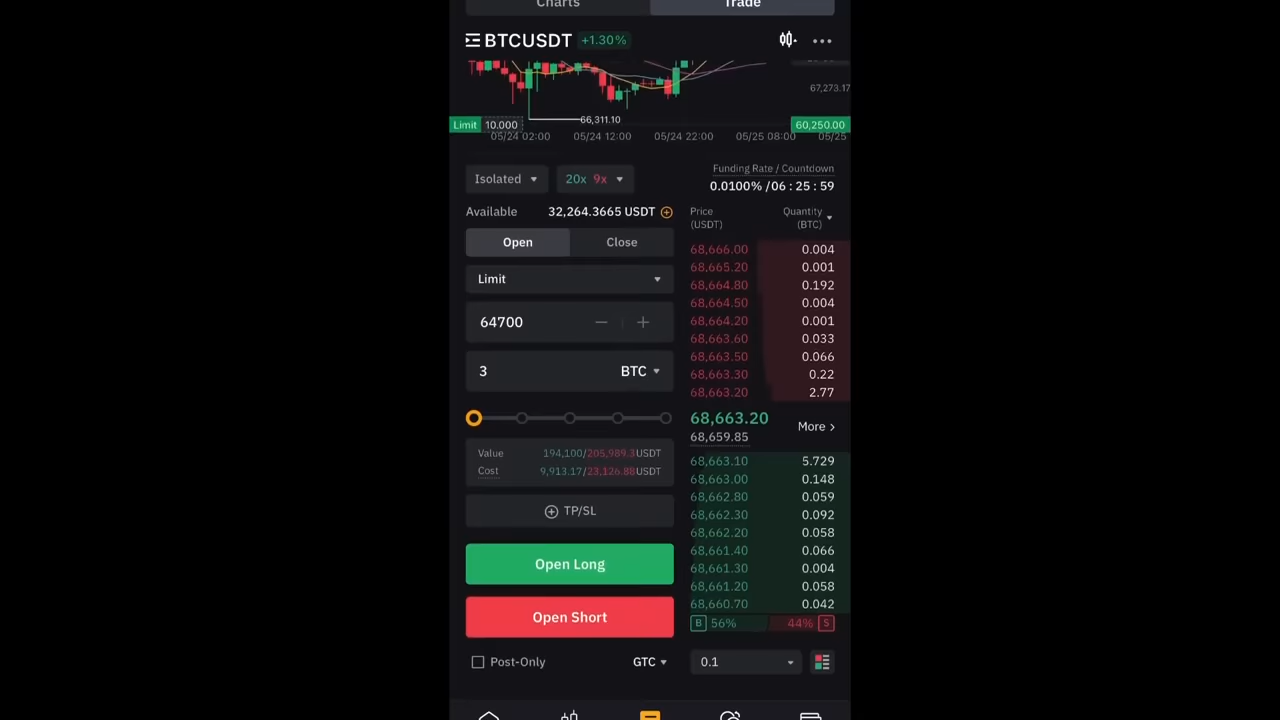 Charts Trade
BTCUSDT +1.30%
67,273.17
66,311.10
Limit 10.000 60,250.00
05/24 02:00 05/24 12:00 05/24 22:00 05/25 08:00 05/25
Isolated 20x 9x
Funding Rate / Countdown
0.0100% /06 : 25 : 59
Available 32,264.3665 USDT
Open Close
Limit
64700
3 BTC
Value 194,100/205,989.3USDT
Cost 9,913.17/23,126.88USDT
TP/SL
Open Long
Open Short
Post-Only GTC
Price Quantity
(USDT) (BTC)
68,666.00 0.004
68,665.20 0.001
68,664.80 0.192
68,664.50 0.004
68,664.20 0.001
68,663.60 0.033
68,663.50 0.066
68,663.30 0.22
68,663.20 2.77
68,663.20
68,659.85
More >
68,663.10 5.729
68,663.00 0.148
68,662.80 0.059
68,662.30 0.092
68,662.20 0.058
68,661.40 0.066
68,661.30 0.004
68,661.20 0.058
68,660.70 0.042
B 56% 44% S
0.1